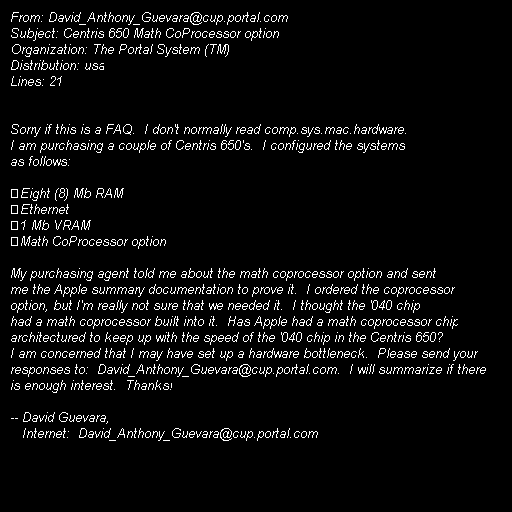 From: David_Anthony_Guevara@cup.portal.com
Subject: Centris 650 Math CoProcessor option
Organization: The Portal System (TM)
Distribution: usa
Lines: 21
Sorry if this is a FAQ. I don't normally read comp.sys.mac.hardware.
I am purchasing a couple of Centris 650's. I configured the systems
as follows:
Eight (8) Mb RAM
Ethernet
1 Mb VRAM
Math CoProcessor option
My purchasing agent told me about the math coprocessor option and sent
me the Apple summary documentation to prove it. I ordered the coprocessor
option, but I'm really not sure that we needed it. I thought the '040 chip
had a math coprocessor built into it. Has Apple had a math coprocessor chip
architectured to keep up with the speed of the '040 chip in the Centris 650?
I am concerned that I may have set up a hardware bottleneck. Please send your
responses to: David_Anthony_Guevara@cup.portal.com. I will summarize if there
is enough interest. Thanks!
-- David Guevara,
Internet: David_Anthony_Guevara@cup.portal.com